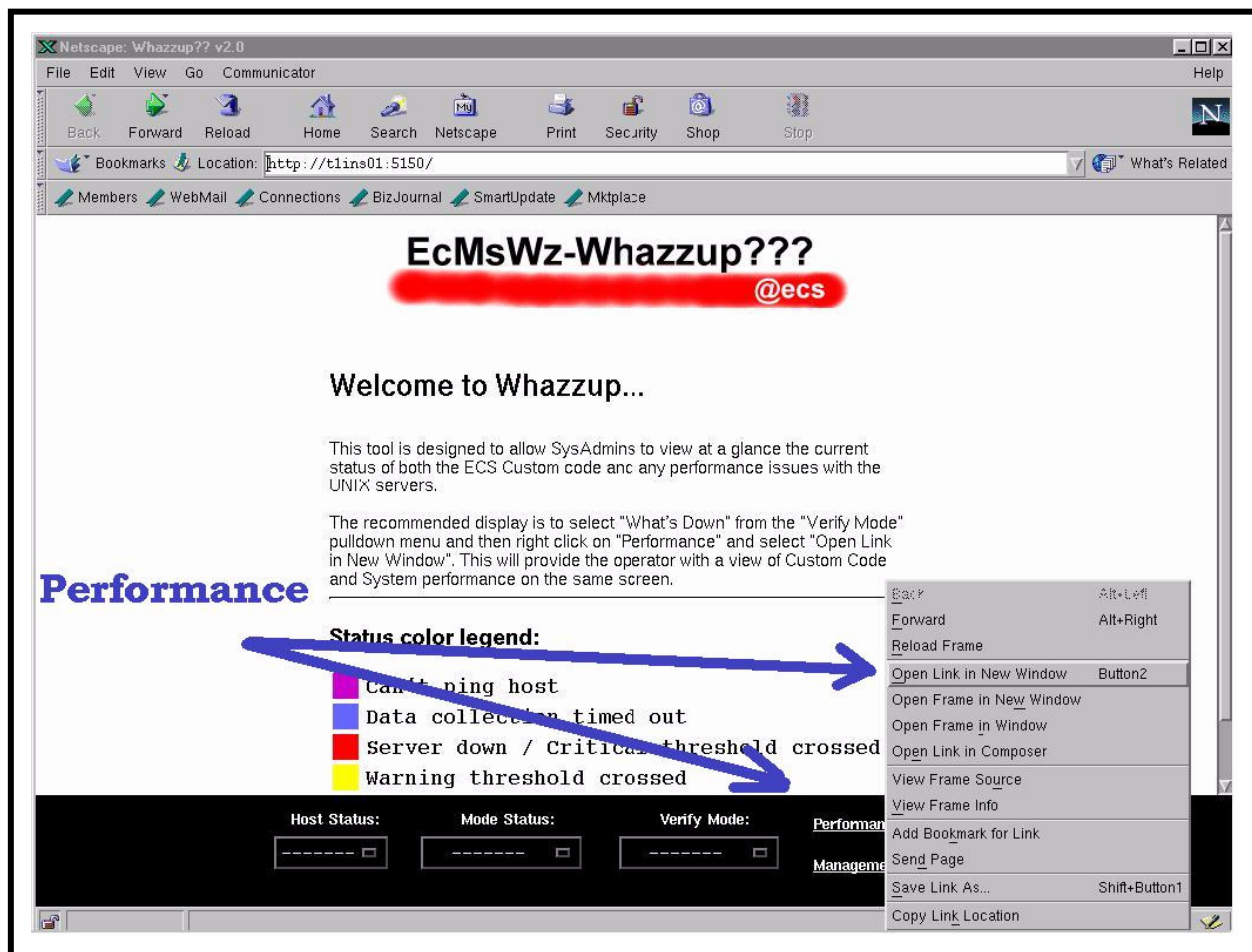 Netscape: Whazzup?? v2.0
File Edit View Go Communicator Help
Back Forward Reload Home Search Netscape Print Security Shop Stop
My
N
Bookmarks Location: http://t1ins01:5150/ What's Related
Members WebMail Connections BizJournal SmartUpdate Mktplace
EcMsWz-Whazzup???
@ecs
Welcome to Whazzup...
This tool is designed to allow SysAdmins to view at a glance the current
status of both the ECS Custom code and any performance issues with the
UNIX servers.
The recommended display is to select "What's Down" from the "Verify Mode"
pulldown menu and then right click on "Performance" and select "Open Link
in New Window". This will provide the operator with a view of Custom Code
and System performance on the same screen.
Performance
Status color legend:
Can't ping host
Data collection timed out
Server down / Critical threshold crossed
Warning threshold crossed
Host Status: Mode Status: Verify Mode: Performan
------- ------- -------
Manageme
Back Alt+Left
Forward Alt+Right
Reload Frame
Open Link in New Window Button2
Open Frame in New Window
Open Frame in Window
Open Link in Composer
View Frame Source
View Frame Info
Add Bookmark for Link
Send Page
Save Link As... Shift+Button1
Copy Link Location